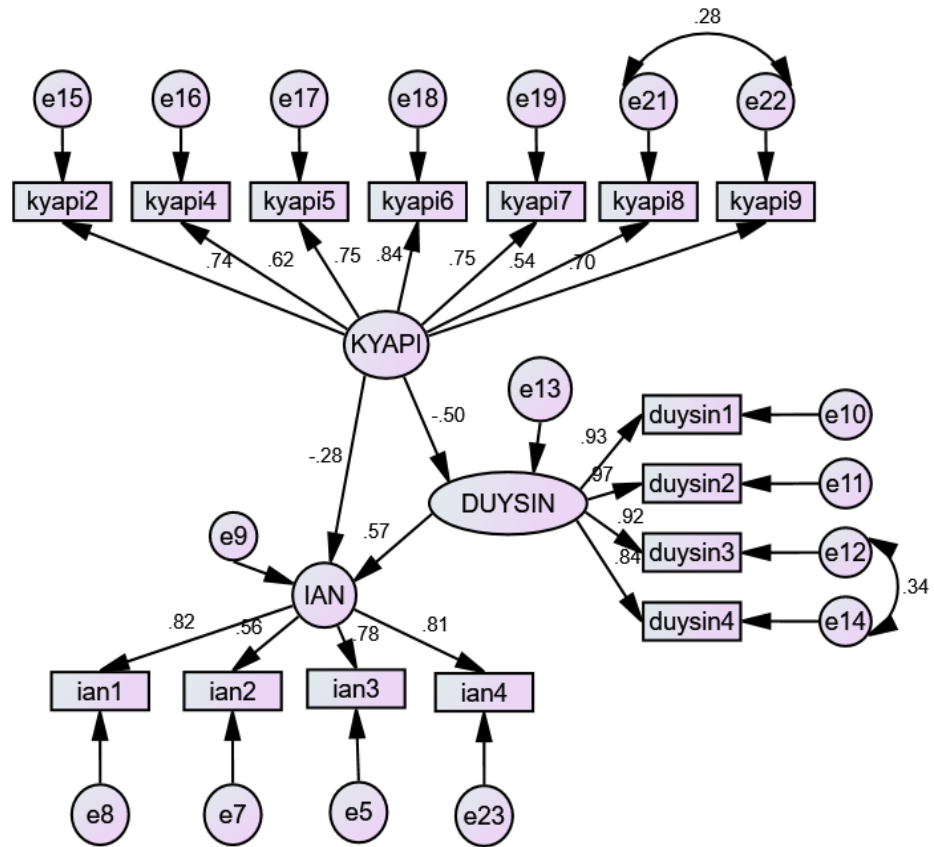 .28
e15 e16 e17 e18 e19 e21 e22
kyapi2 kyapi4 kyapi5 kyapi6 kyapi7 kyapi8 kyapi9
.74 .62 .75 .84 .75 .54 .70
KYAPI
e13
-.50
.93 duysin1 e10
-.28
.97 duysin2 e11
DUYSIN
.92
e9 .57 .84 duysin3 e12
.34
IAN
duysin4 e14
.82 .56 .78 .81
ian1 ian2 ian3 ian4
e8 e7 e5 e23